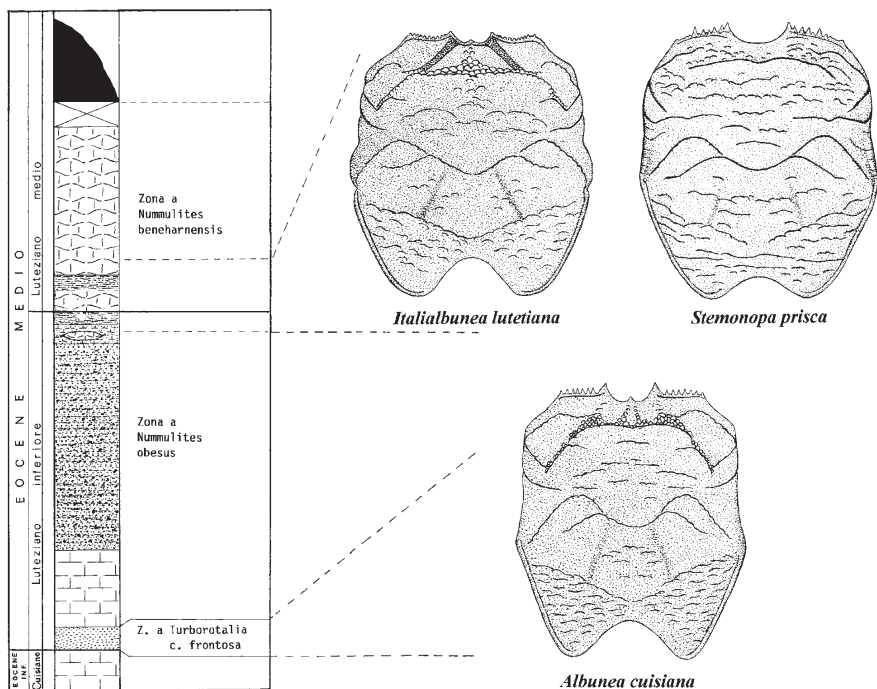 EOCENE MEDIO
Luteziano medio
Zona a
Nummulites
beneharnensis
Luteziano inferiore
Zona a
Nummulites
obesus
Z. a Turborotalia
c. frontosa
EOCENE
INF.
Cuisiano
Italialbunea lutetiana
Stemonopa prisca
Albunea cuisiana